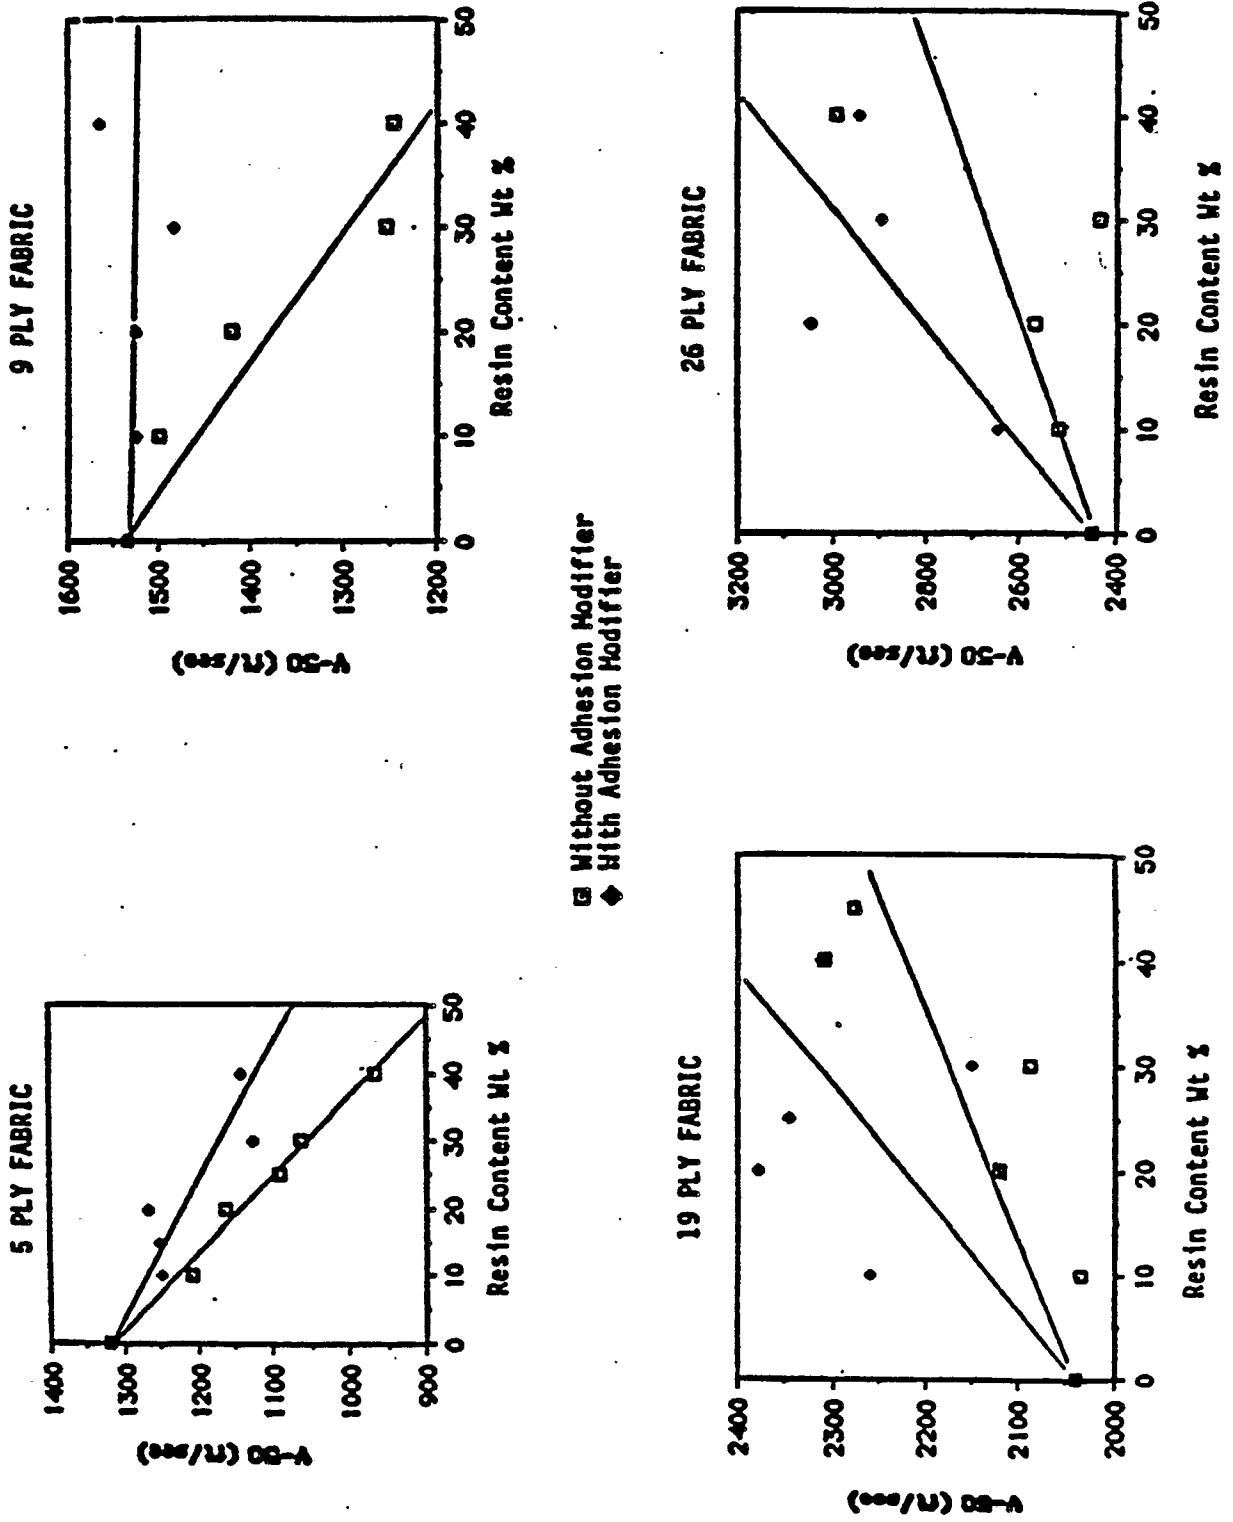 5 PLY FABRIC
V-50 (ft/sec)
1400
1300
1200
1100
1000
900
0 10 20 30 40 50
Resin Content Wt %
9 PLY FABRIC
V-50 (ft/sec)
1600
1500
1400
1300
1200
0 10 20 30 40 50
Resin Content Wt %
Without Adhesion Modifier
With Adhesion Modifier
19 PLY FABRIC
V-50 (ft/sec)
2400
2300
2200
2100
2000
0 10 20 30 40 50
Resin Content Wt %
26 PLY FABRIC
V-50 (ft/sec)
3200
3000
2800
2600
2400
0 10 20 30 40 50
Resin Content Wt %